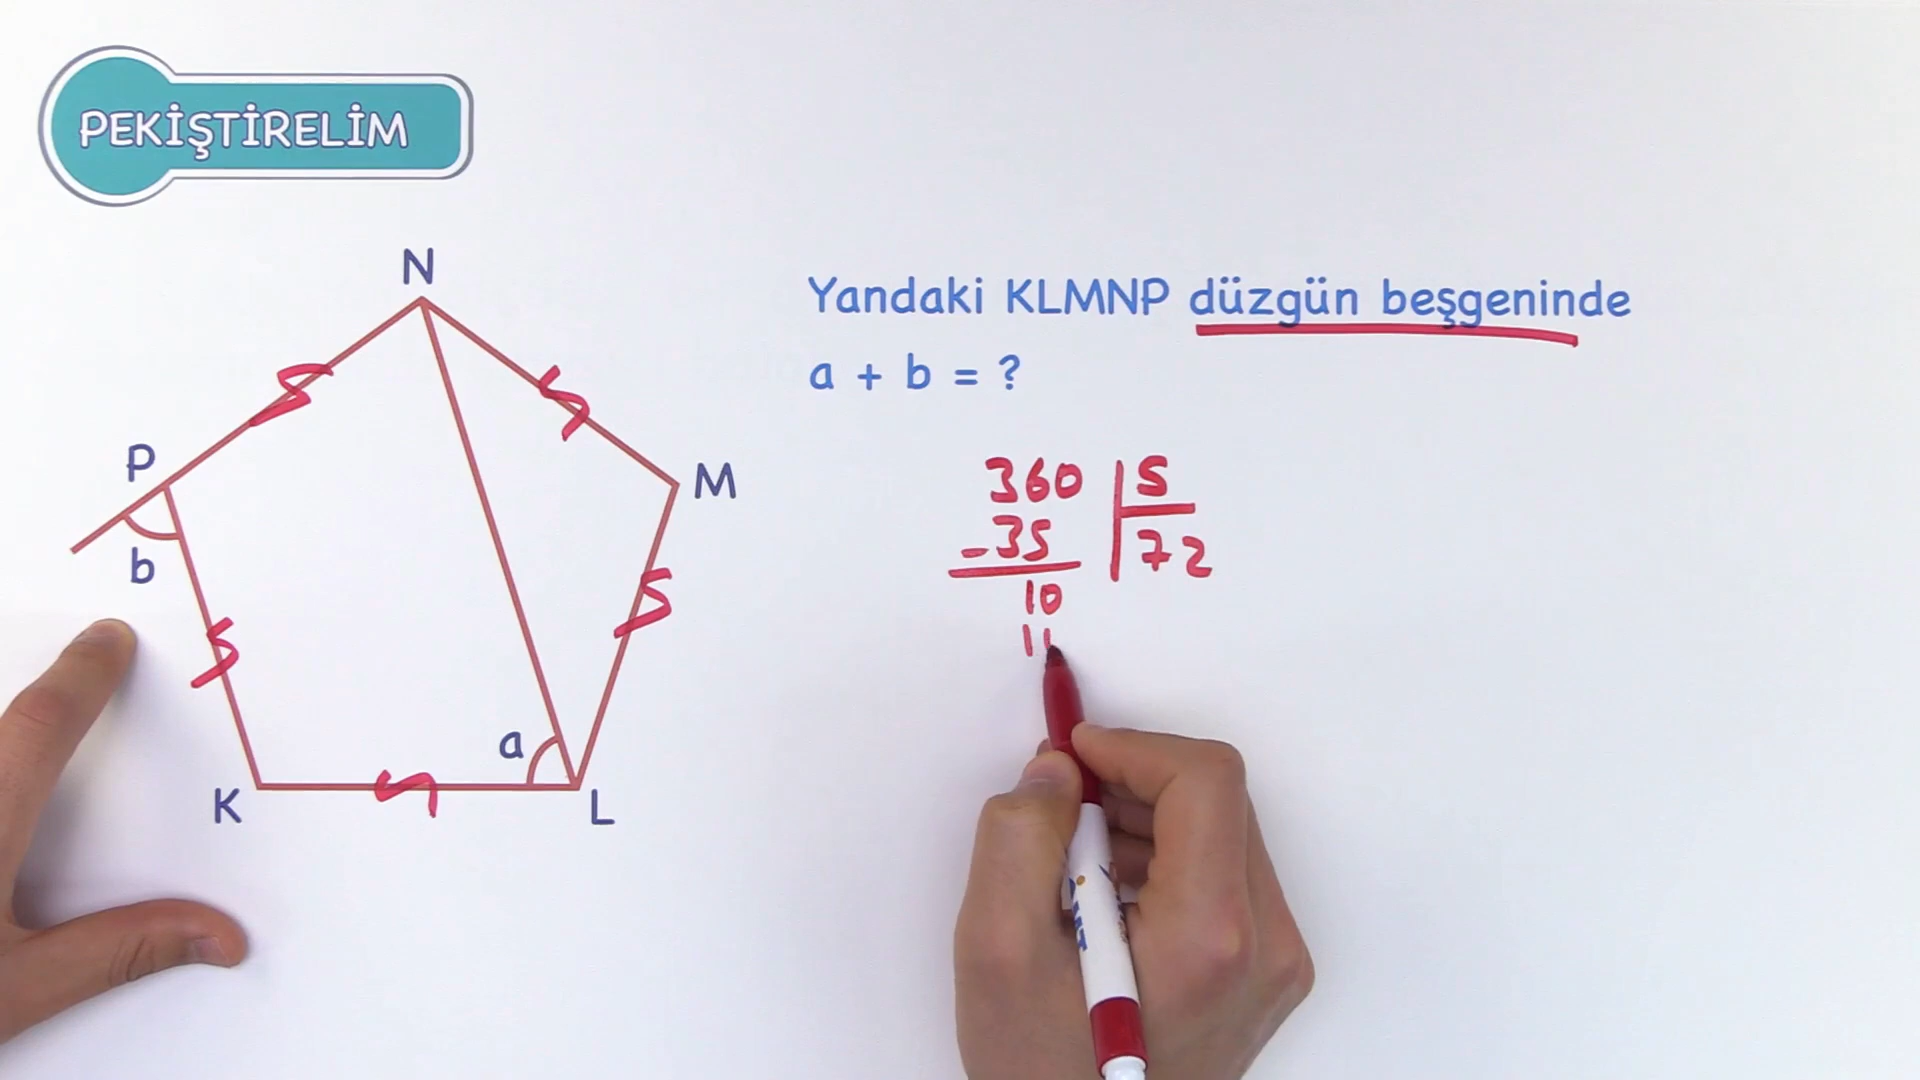 PEKİŞTİRELİM
N
P
M
b
a
K
L
Yandaki KLMNP düzgün beşgeninde
a + b = ?
360 5
-35 72
10